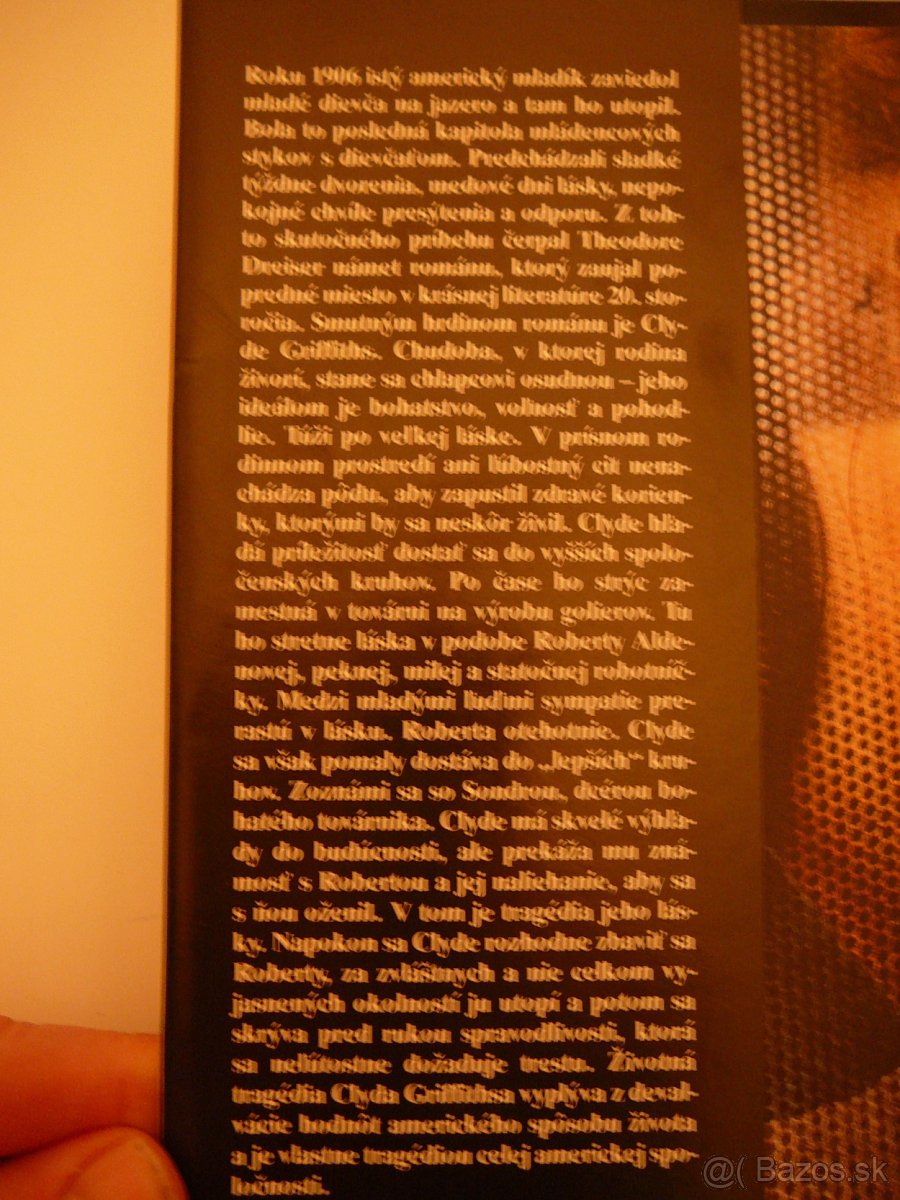 Roku 1906 istý americký mladík zaviedol
mladé dievča na jazero a tam ho utopil.
Bola to posledná kapitola mládencových
stykov s dievčaťom. Predchádzali sladké
týždne dvorenia, medové dni lásky, nepo-
kojné chvíle presýtenia a odporu. Z toh-
to skutočného príbehu čerpal Theodore
Dreiser námet románu, ktorý zaujal po-
predné miesto v krásnej literatúre 20. sto-
ročia. Smutným hrdinom románu je Cly-
de Griffiths. Chudoba, v ktorej rodina
živorí, stane sa chlapcovi osudnou – jeho
ideálom je bohatstvo, voľnosť a pohod-
lie. Túži po veľkej láske. V prísnom ro-
dinnom prostredí ani ľúbostný cit nena-
chádza pôdu, aby zapustil zdravé korien-
ky, ktorými by sa neskôr živil. Clyde hľa-
dá príležitosť dostať sa do vyšších spolo-
čenských kruhov. Po čase ho strýc za-
mestná v továrni na výrobu golierov. Tu
ho stretne láska v podobe Roberty Alde-
novej, peknej, milej a statočnej robotníč-
ky. Medzi mladými ľuďmi sympatie pre-
rastú v lásku. Roberta otehotnie. Clyde
sa však pomaly dostáva do „lepších“ kru-
hov. Zoznámi sa so Sondrou, dcérou bo-
hatého továrnika. Clyde má skvelé výhľa-
dy do budúcnosti, ale prekáža mu zná-
mosť s Robertou a jej naliehanie, aby sa
s ňou oženil. V tom je tragédia jeho lás-
ky. Napokon sa Clyde rozhodne zbaviť sa
Roberty, za zvláštnych a nie celkom vy-
jasnených okolností ju utopí a potom sa
skrýva pred rukou spravodlivosti, ktorá
sa neľútostne dožaduje trestu. Životná
tragédia Clyda Griffithsa vyplýva z deval-
vácie hodnôt amerického spôsobu života
a je vlastne tragédiou celej americkej spo-
ločnosti.
@( Bazos.sk